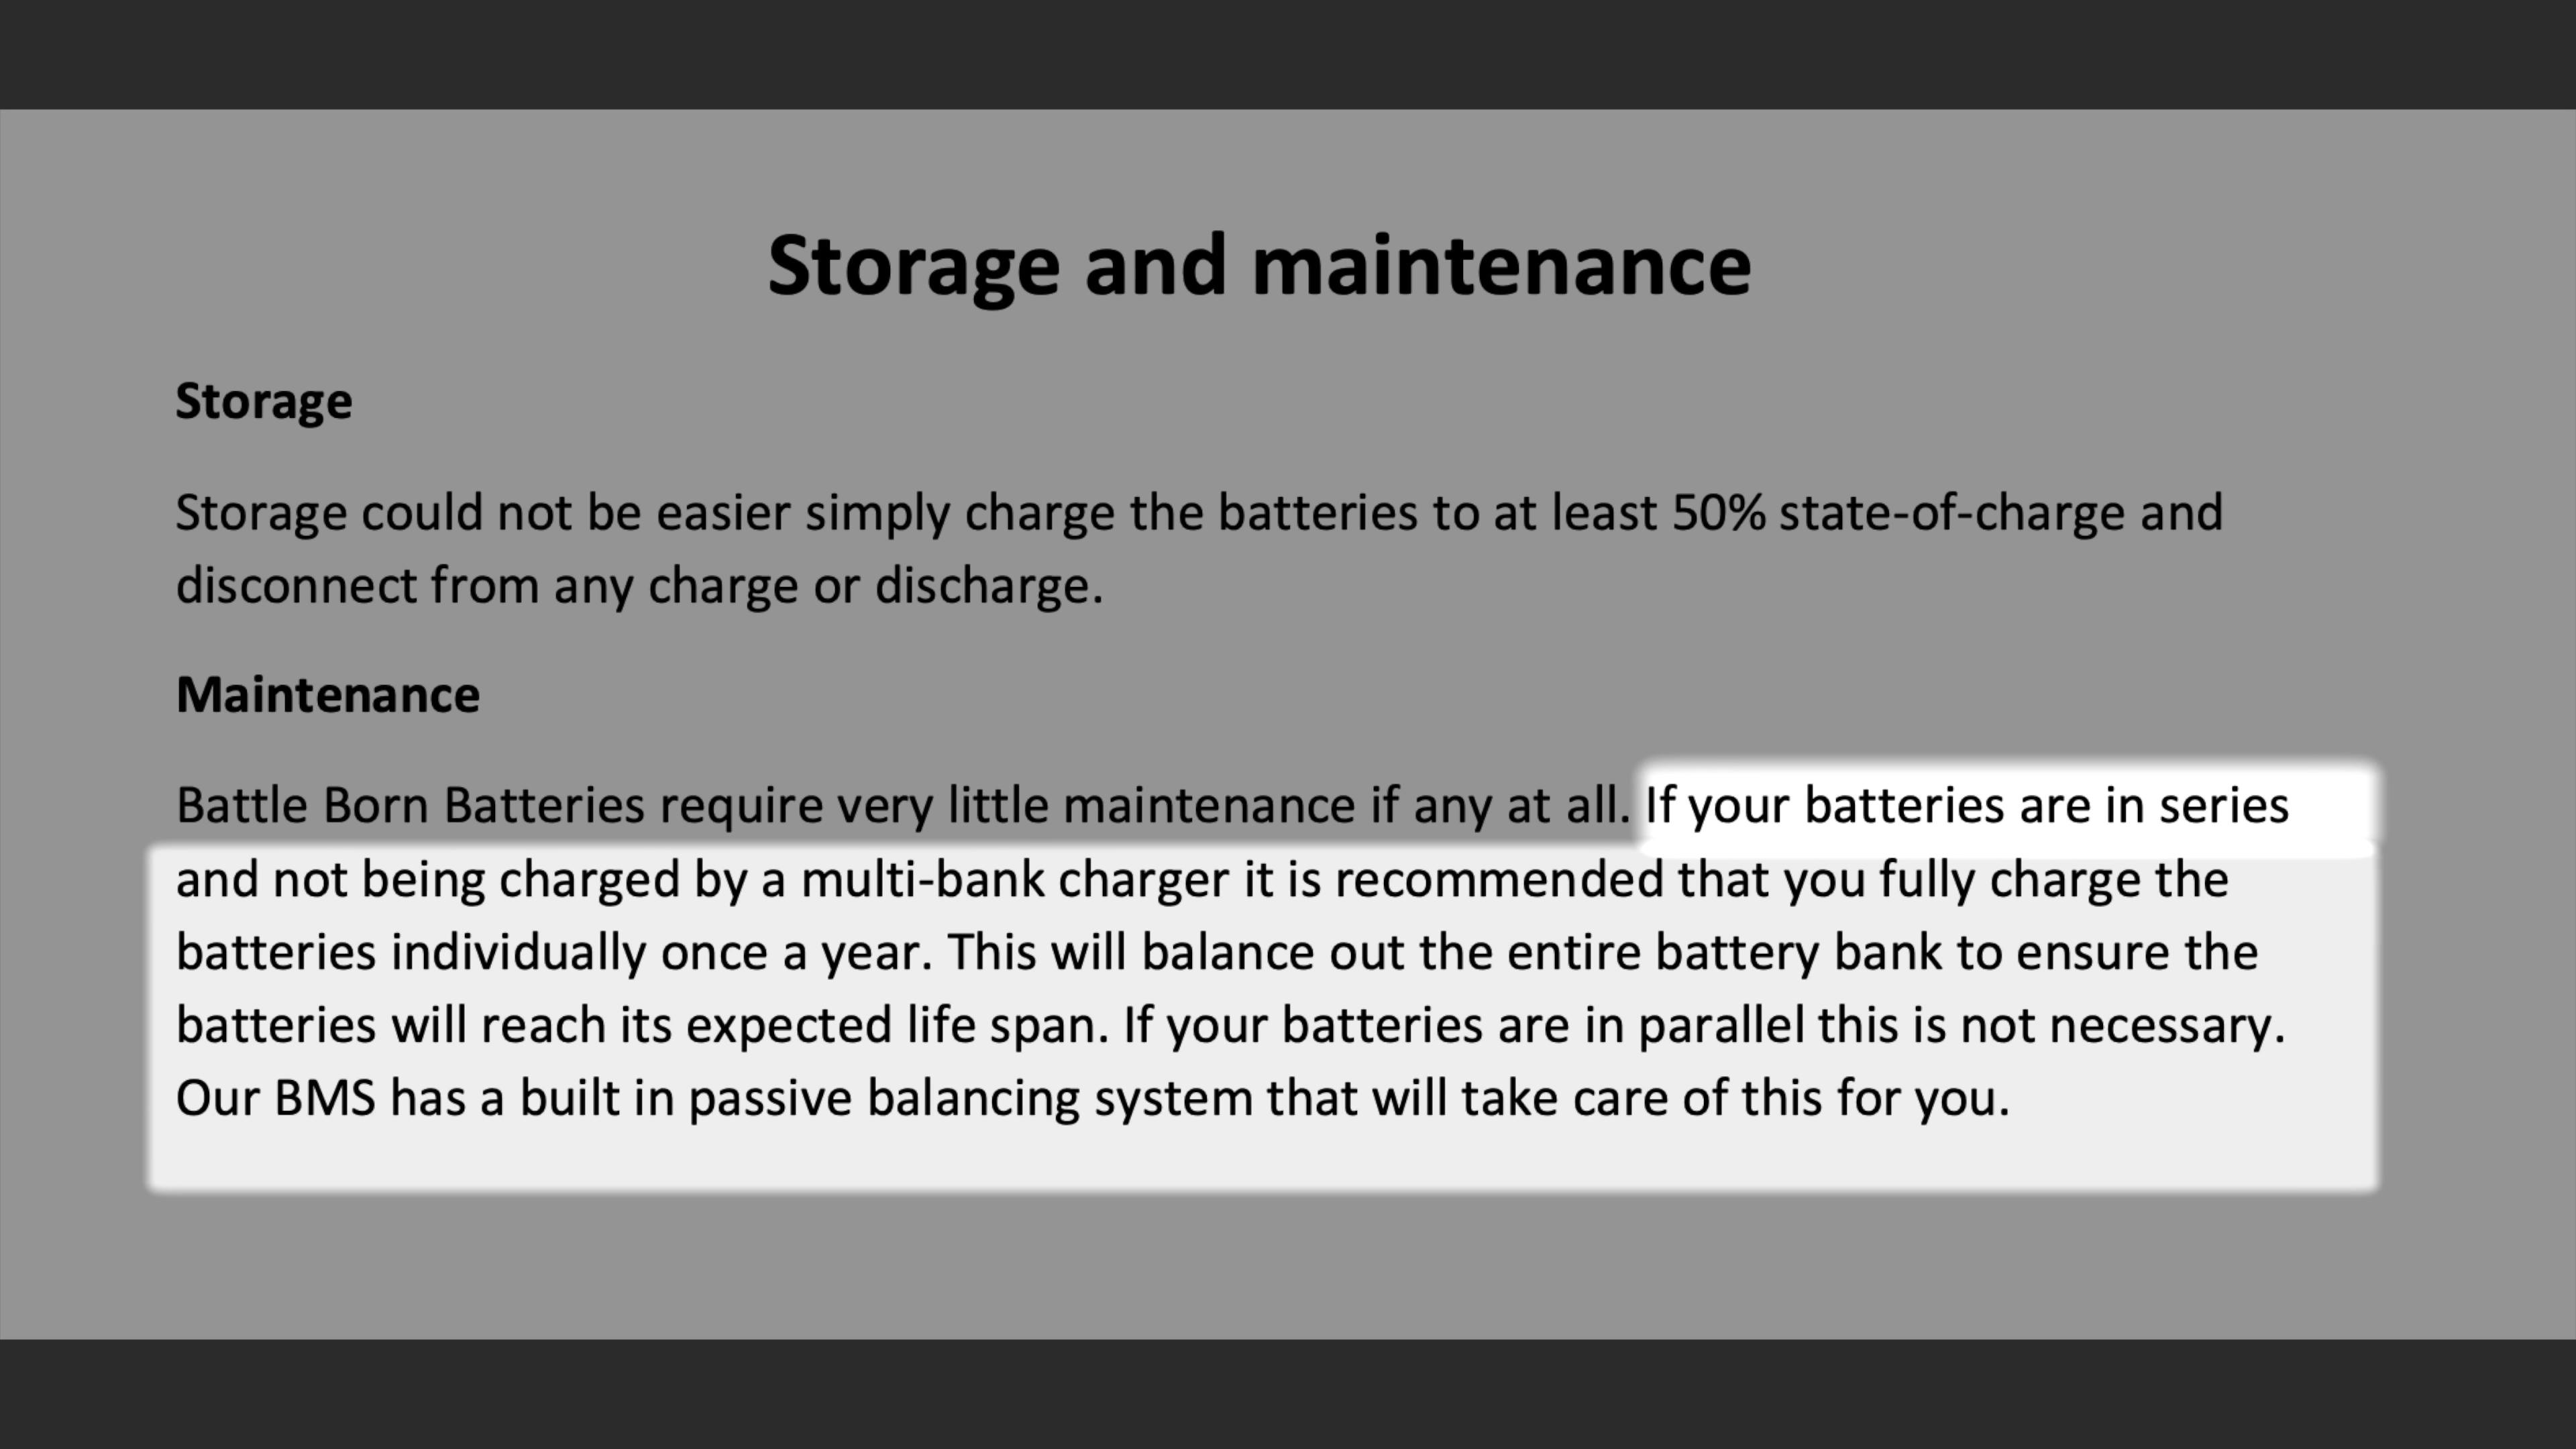 Storage and maintenance
Storage
Storage could not be easier simply charge the batteries to at least 50% state-of-charge and
disconnect from any charge or discharge.
Maintenance
Battle Born Batteries require very little maintenance if any at all. If your batteries are in series
and not being charged by a multi-bank charger it is recommended that you fully charge the
batteries individually once a year. This will balance out the entire battery bank to ensure the
batteries will reach its expected life span. If your batteries are in parallel this is not necessary.
Our BMS has a built in passive balancing system that will take care of this for you.